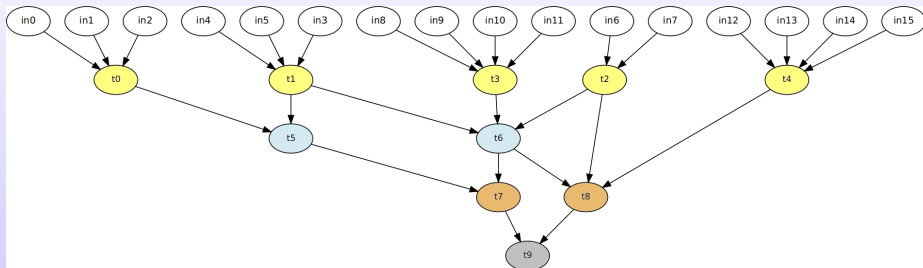 in0 in1 in2 in4 in5 in3 in8 in9 in10 in11 in6 in7 in12 in13 in14 in15
t0 t1 t3 t2 t4
t5 t6
t7 t8
t9